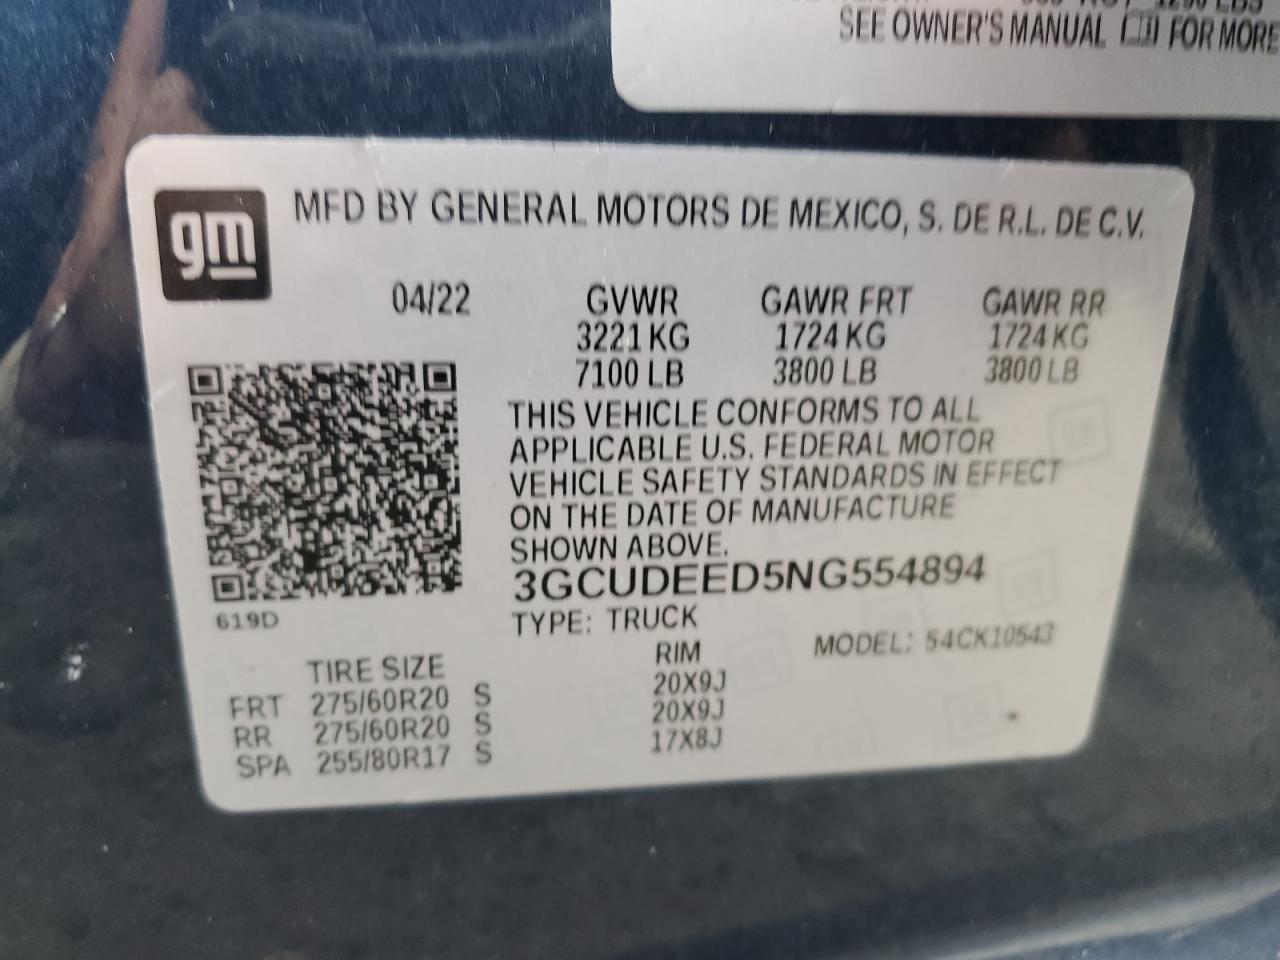 1290 LBS
SEE OWNER'S MANUAL FOR MORE
gm
MFD BY GENERAL MOTORS DE MEXICO, S. DE R.L. DE C.V.
04/22 GVWR GAWR FRT GAWR RR
3221 KG 1724 KG 1724 KG
7100 LB 3800 LB 3800 LB
THIS VEHICLE CONFORMS TO ALL
APPLICABLE U.S. FEDERAL MOTOR
VEHICLE SAFETY STANDARDS IN EFFECT
ON THE DATE OF MANUFACTURE
SHOWN ABOVE.
3GCUDEED5NG554894
619D
TYPE: TRUCK
MODEL: 54CK10543
TIRE SIZE RIM
FRT 275/60R20 S 20X9J
RR 275/60R20 S 20X9J
SPA 255/80R17 S 17X8J